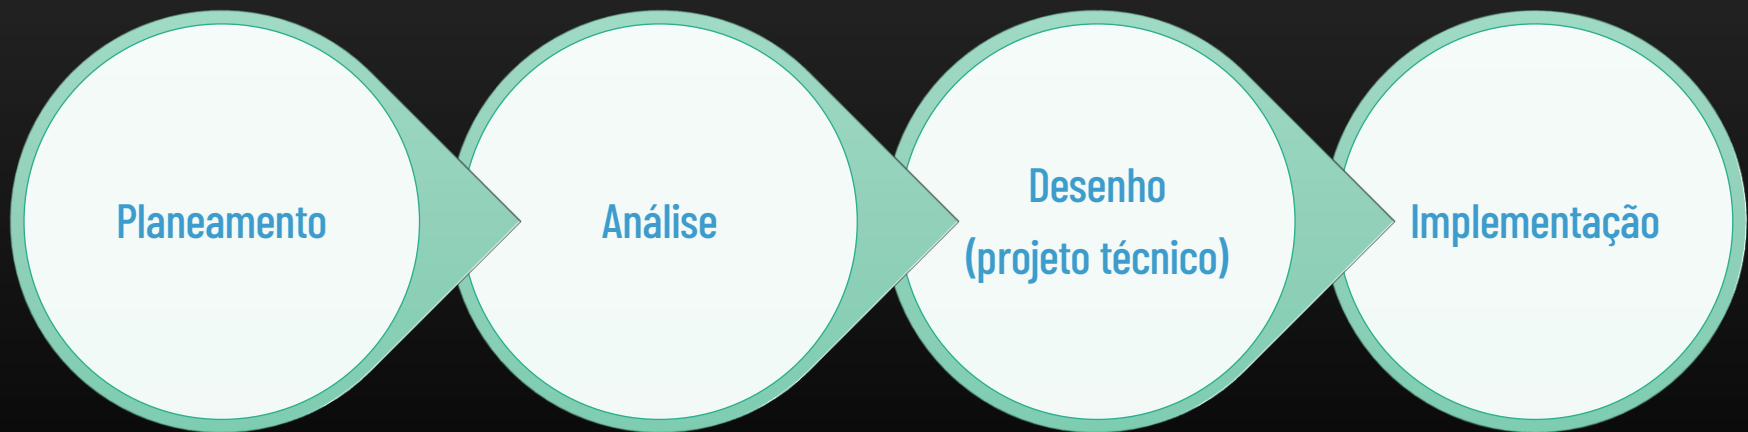 Planeamento
Análise
Desenho
(projeto técnico)
Implementação